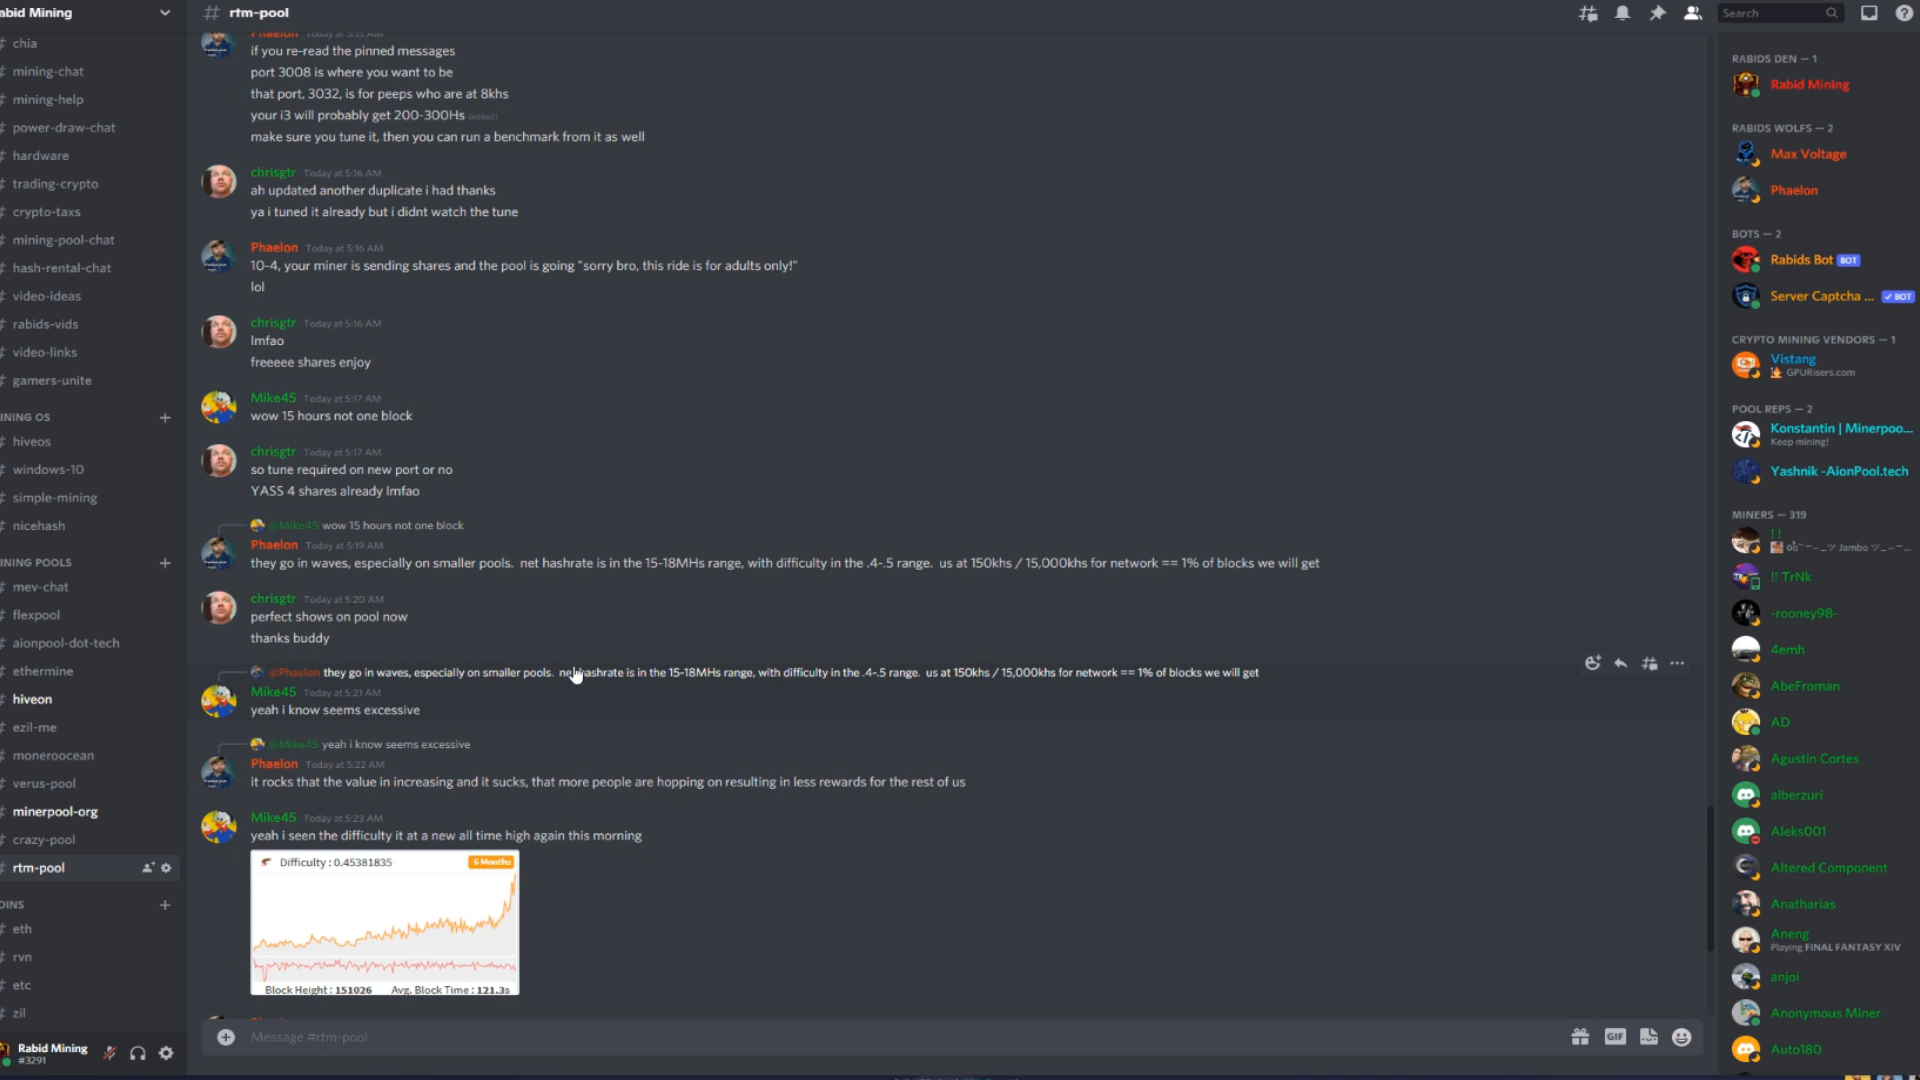 abid Mining
chia
mining-chat
mining-help
power-draw-chat
hardware
trading-crypto
crypto-taxs
mining-pool-chat
hash-rental-chat
video-ideas
rabids-vids
video-links
gamers-unite
INING OS
hiveos
windows-10
simple-mining
nicehash
INING POOLS
mev-chat
flexpool
aionpool-dot-tech
ethermine
hiveon
ezil-me
moneroocean
verus-pool
minerpool-org
crazy-pool
rtm-pool
OINS
eth
rvn
etc
zil
Rabid Mining
#3291
# rtm-pool
Search
Phaelon Today at 5:15 AM
if you re-read the pinned messages
port 3008 is where you want to be
that port, 3032, is for peeps who are at 8khs
your i3 will probably get 200-300Hs (edited)
make sure you tune it, then you can run a benchmark from it as well
chrisgtr Today at 5:16 AM
ah updated another duplicate i had thanks
ya i tuned it already but i didnt watch the tune
Phaelon Today at 5:16 AM
10-4, your miner is sending shares and the pool is going "sorry bro, this ride is for adults only!"
lol
chrisgtr Today at 5:16 AM
lmfao
freeeee shares enjoy
Mike45 Today at 5:17 AM
wow 15 hours not one block
chrisgtr Today at 5:17 AM
so tune required on new port or no
YASS 4 shares already lmfao
@Mike45 wow 15 hours not one block
Phaelon Today at 5:19 AM
they go in waves, especially on smaller pools. net hashrate is in the 15-18MHs range, with difficulty in the .4-.5 range. us at 150khs / 15,000khs for network == 1% of blocks we will get
chrisgtr Today at 5:20 AM
perfect shows on pool now
thanks buddy
@Phaelon they go in waves, especially on smaller pools. net hashrate is in the 15-18MHs range, with difficulty in the .4-.5 range. us at 150khs / 15,000khs for network == 1% of blocks we will get
Mike45 Today at 5:21 AM
yeah i know seems excessive
@Mike45 yeah i know seems excessive
Phaelon Today at 5:22 AM
it rocks that the value in increasing and it sucks, that more people are hopping on resulting in less rewards for the rest of us
Mike45 Today at 5:23 AM
yeah i seen the difficulty it at a new all time high again this morning
Difficulty : 0.45381835
6 Months
Block Height : 151026 Avg. Block Time : 121.3s
Message #rtm-pool
GIF
RABIDS DEN — 1
Rabid Mining
RABIDS WOLFS — 2
Max Voltage
Phaelon
BOTS — 2
Rabids Bot BOT
Server Captcha ... BOT
CRYPTO MINING VENDORS — 1
Vistang
GPURisers.com
POOL REPS — 2
Konstantin | Minerpoo...
Keep mining!
Yashnik -AionPool.tech
MINERS — 319
! !
Jambo
!! TrNk
-rooney98-
4emh
AbeFroman
AD
Agustin Cortes
alberzuri
Aleks001
Altered Component
Anatharias
Aneng
Playing FINAL FANTASY XIV
anjoi
Anonymous Miner
Auto180